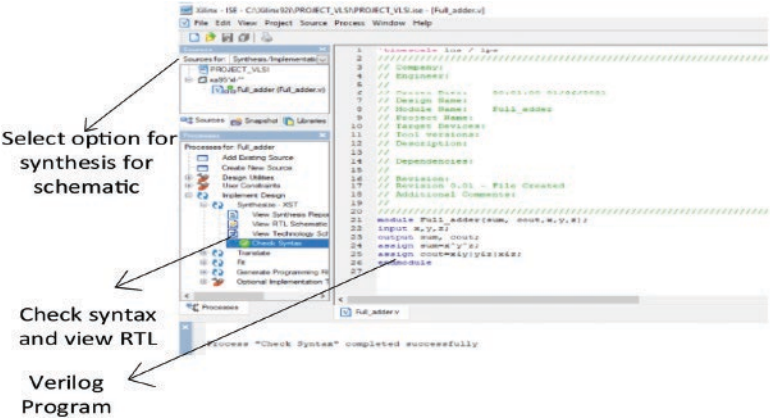 Xilinx - ISE - C:\Xilinx92i\PROJECT_VLSI\PROJECT_VLSI.ise - [Full_adder.v]
File Edit View Project Source Process Window Help
Sources
Sources for: Synthesis/Implementati
PROJECT_VLSI
Full_adder (Full_adder.v)
Sources Snapshot Libraries
Select option for
synthesis for
schematic
Processes
Processes for: Full_adder
Add Existing Source
Create New Source
Design Utilities
User Constraints
Implement Design
Synthesize - XST
View Synthesis Repor
View RTL Schematic
View Technology Sch
Check Syntax
Translate
Fit
Generate Programming Fil
Optional Implementation T
Processes
1 `timescale 1ns / 1ps
2 ////////////////////////////////////////
3 // Company:
4 // Engineer:
5 //
6 //
7 // Design Name:
8 // Module Name: Full_adder
9 // Project Name:
10 // Target Devices:
11 // Tool versions:
12 // Description:
13 //
14 // Dependencies:
15 //
16 // Revision:
17 // Revision 0.01 - File Created
18 // Additional Comments:
19 //
20 ////////////////////////////////////////
21 module Full_adder(sum, cout,x,y,z);
22 input x,y,z;
23 output sum, cout;
24 assign sum=x^y^z;
25 assign cout=x&y|y&z|x&z;
26 endmodule
27
Full_adder.v
Check syntax
and view RTL
Process "Check Syntax" completed successfully
Verilog
Program